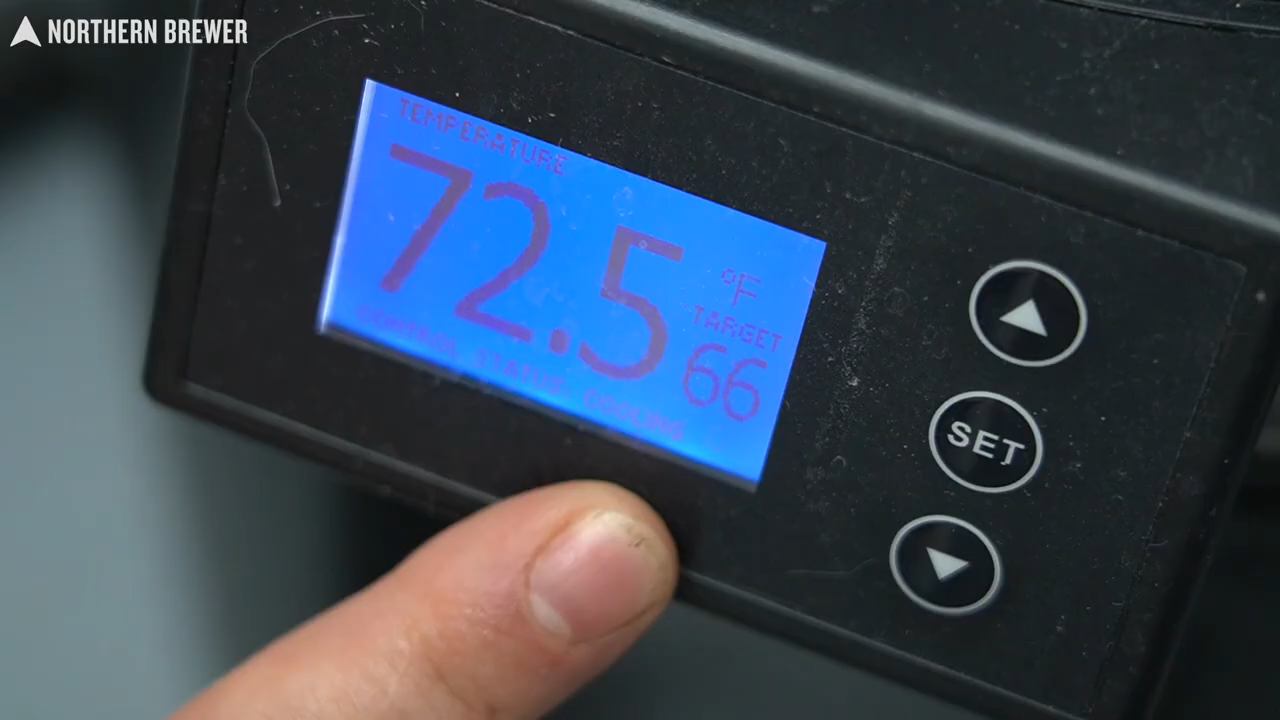 NORTHERN BREWER
TEMPERATURE
72.5
°F
TARGET
66
CONTROL STATUS: COOLING
SET